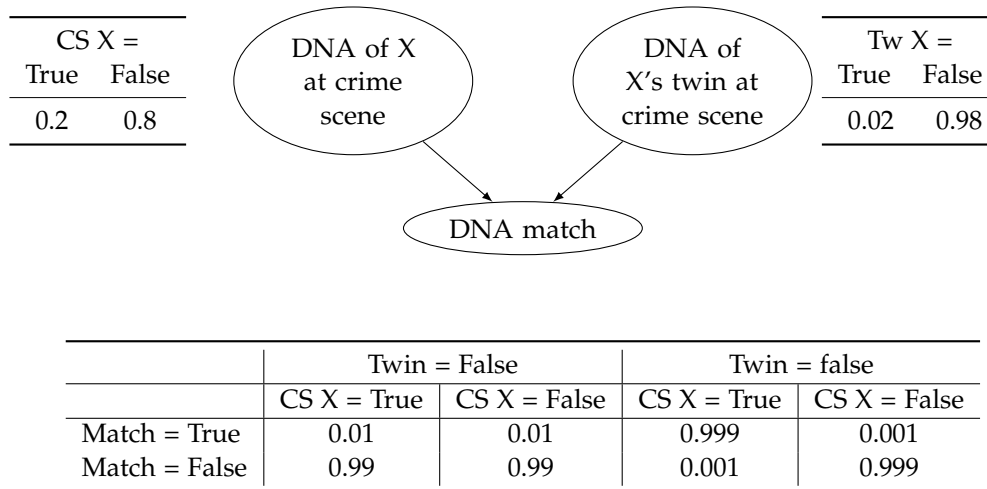 CS X =
True False
0.2 0.8
DNA of X
at crime
scene
DNA of
X's twin at
crime scene
Tw X =
True False
0.02 0.98
DNA match
Twin = False Twin = false
CS X = True CS X = False CS X = True CS X = False
Match = True 0.01 0.01 0.999 0.001
Match = False 0.99 0.99 0.001 0.999